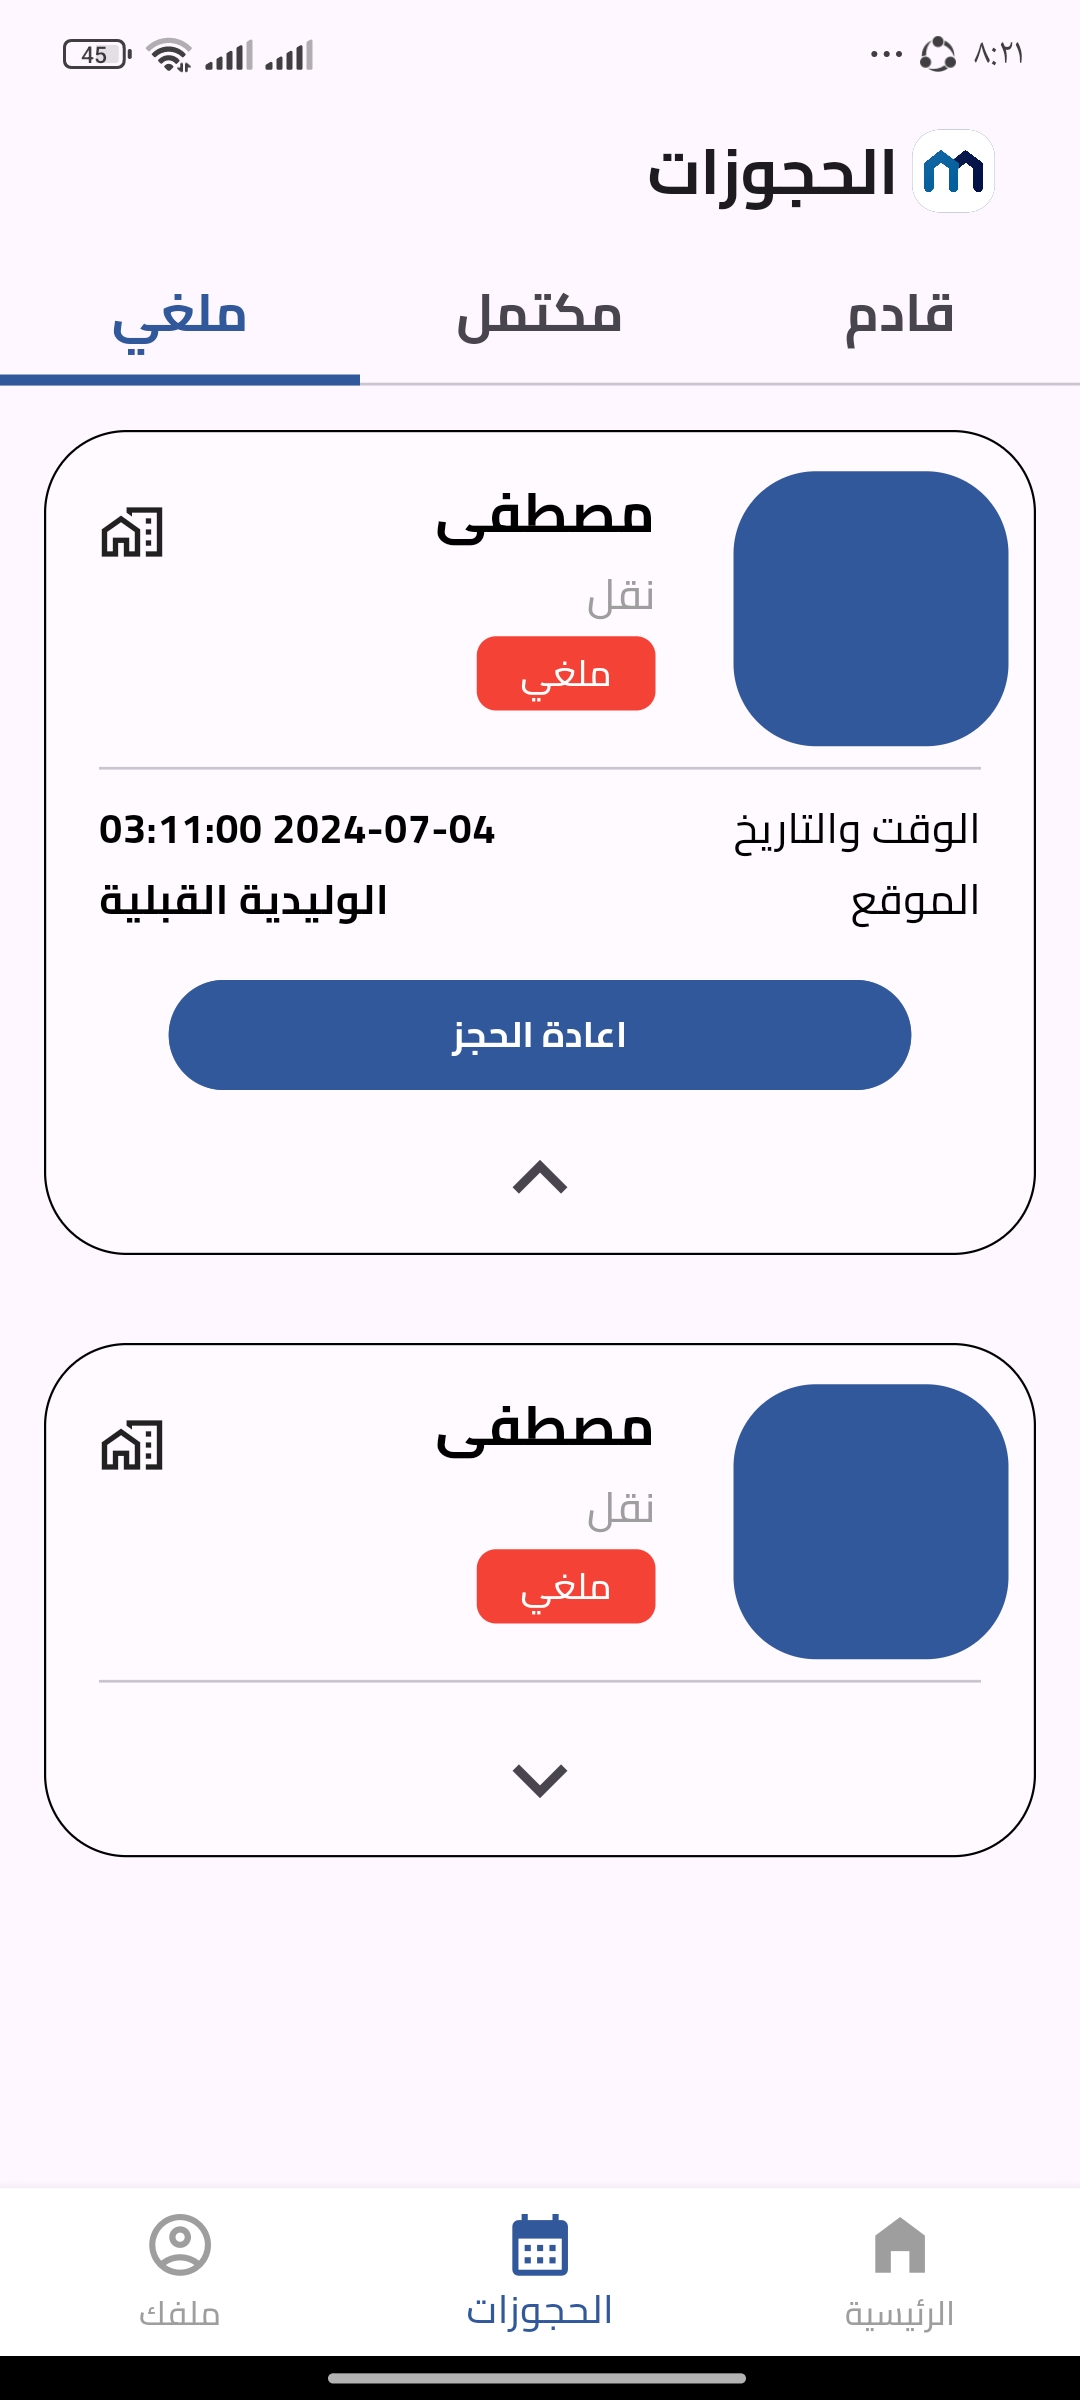 ٨:٢١
45
الحجوزات
قادم مكتمل ملغي
مصطفى
نقل
ملغي
الوقت والتاريخ 03:11:00 2024-07-04
الموقع الوليدية القبلية
اعادة الحجز
مصطفى
نقل
ملغي
الرئيسية الحجوزات ملفك